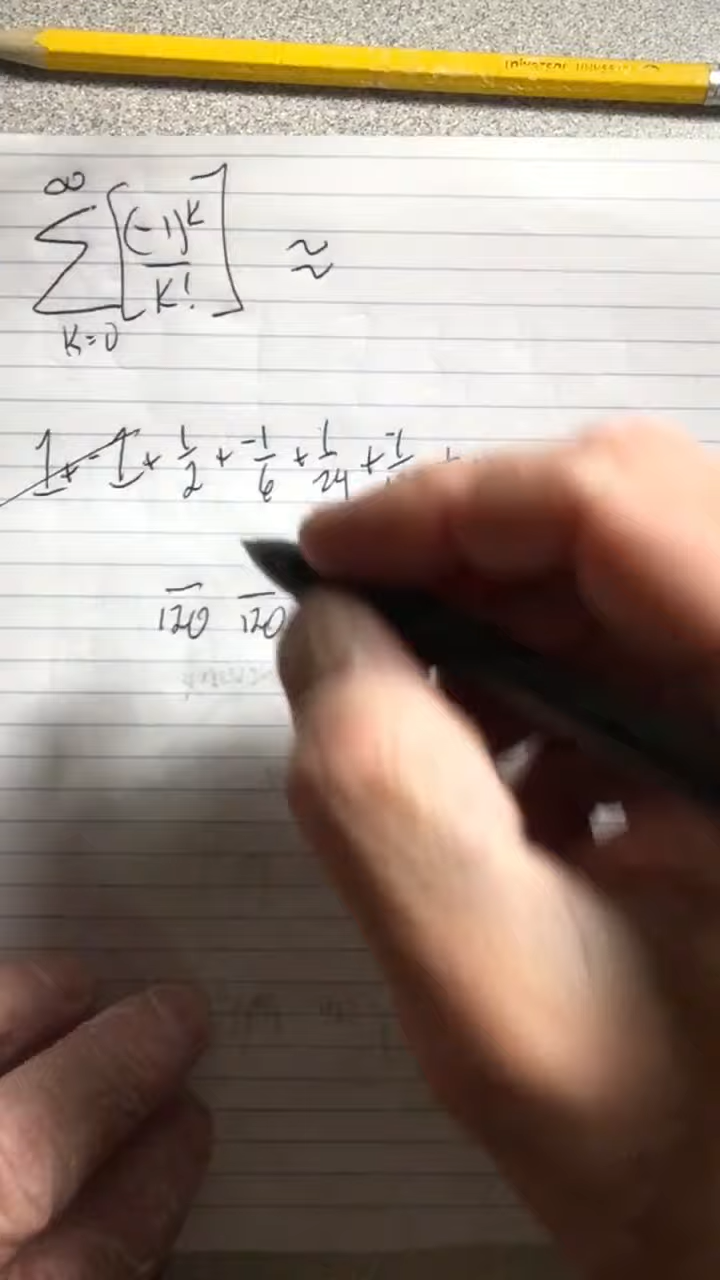 ∞
Σ [(-1)^K / K!] ≈
K=0
1 + -1 + 1/2 + -1/6 + 1/24 + -1/
120 120